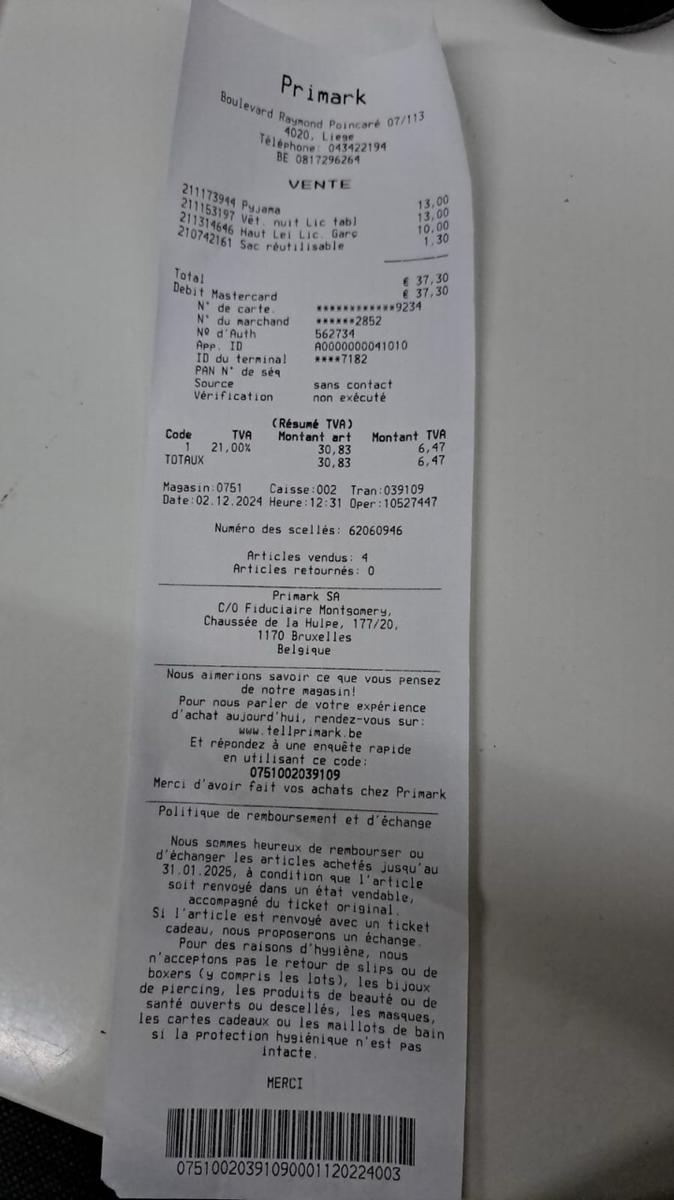 Primark
Boulevard Raymond Poincaré 07/113
4020, Liege
Téléphone: 043422194
BE 0817296264
VENTE
211173944 Pyjama 13,00
211153197 Vêt. nuit Lic tabl 13,00
211314646 Haut Lei Lic. Garç 10,00
210742161 Sac réutilisable 1,30
Total € 37,30
Debit Mastercard € 37,30
N° de carte. ************9234
N° du marchand ******2852
Nº d'Auth 562734
App. ID A0000000041010
ID du terminal ****7182
PAN N° de séq
Source sans contact
Vérification non exécuté
(Résumé TVA)
Code TVA Montant art Montant TVA
1 21,00% 30,83 6,47
TOTAUX 30,83 6,47
Magasin:0751 Caisse:002 Tran:039109
Date:02.12.2024 Heure:12:31 Oper:10527447
Numéro des scellés: 62060946
Articles vendus: 4
Articles retournés: 0
Primark SA
C/O Fiduciaire Montgomery,
Chaussée de la Hulpe, 177/20,
1170 Bruxelles
Belgique
Nous aimerions savoir ce que vous pensez
de notre magasin!
Pour nous parler de votre expérience
d'achat aujourd'hui, rendez-vous sur:
www.tellprimark.be
Et répondez à une enquête rapide
en utilisant ce code:
0751002039109
Merci d'avoir fait vos achats chez Primark
Politique de remboursement et d'échange
Nous sommes heureux de rembourser ou
d'échanger les articles achetés jusqu'au
31.01.2025, à condition que l'article
soit renvoyé dans un état vendable,
accompagné du ticket original.
Si l'article est renvoyé avec un ticket
cadeau, nous proposerons un échange.
Pour des raisons d'hygiène, nous
n'acceptons pas le retour de slips ou de
boxers (y compris les lots), les bijoux
de piercing, les produits de beauté ou de
santé ouverts ou descellés, les masques,
les cartes cadeaux ou les maillots de bain
si la protection hygiénique n'est pas
intacte.
MERCI
07510020391090001120224003